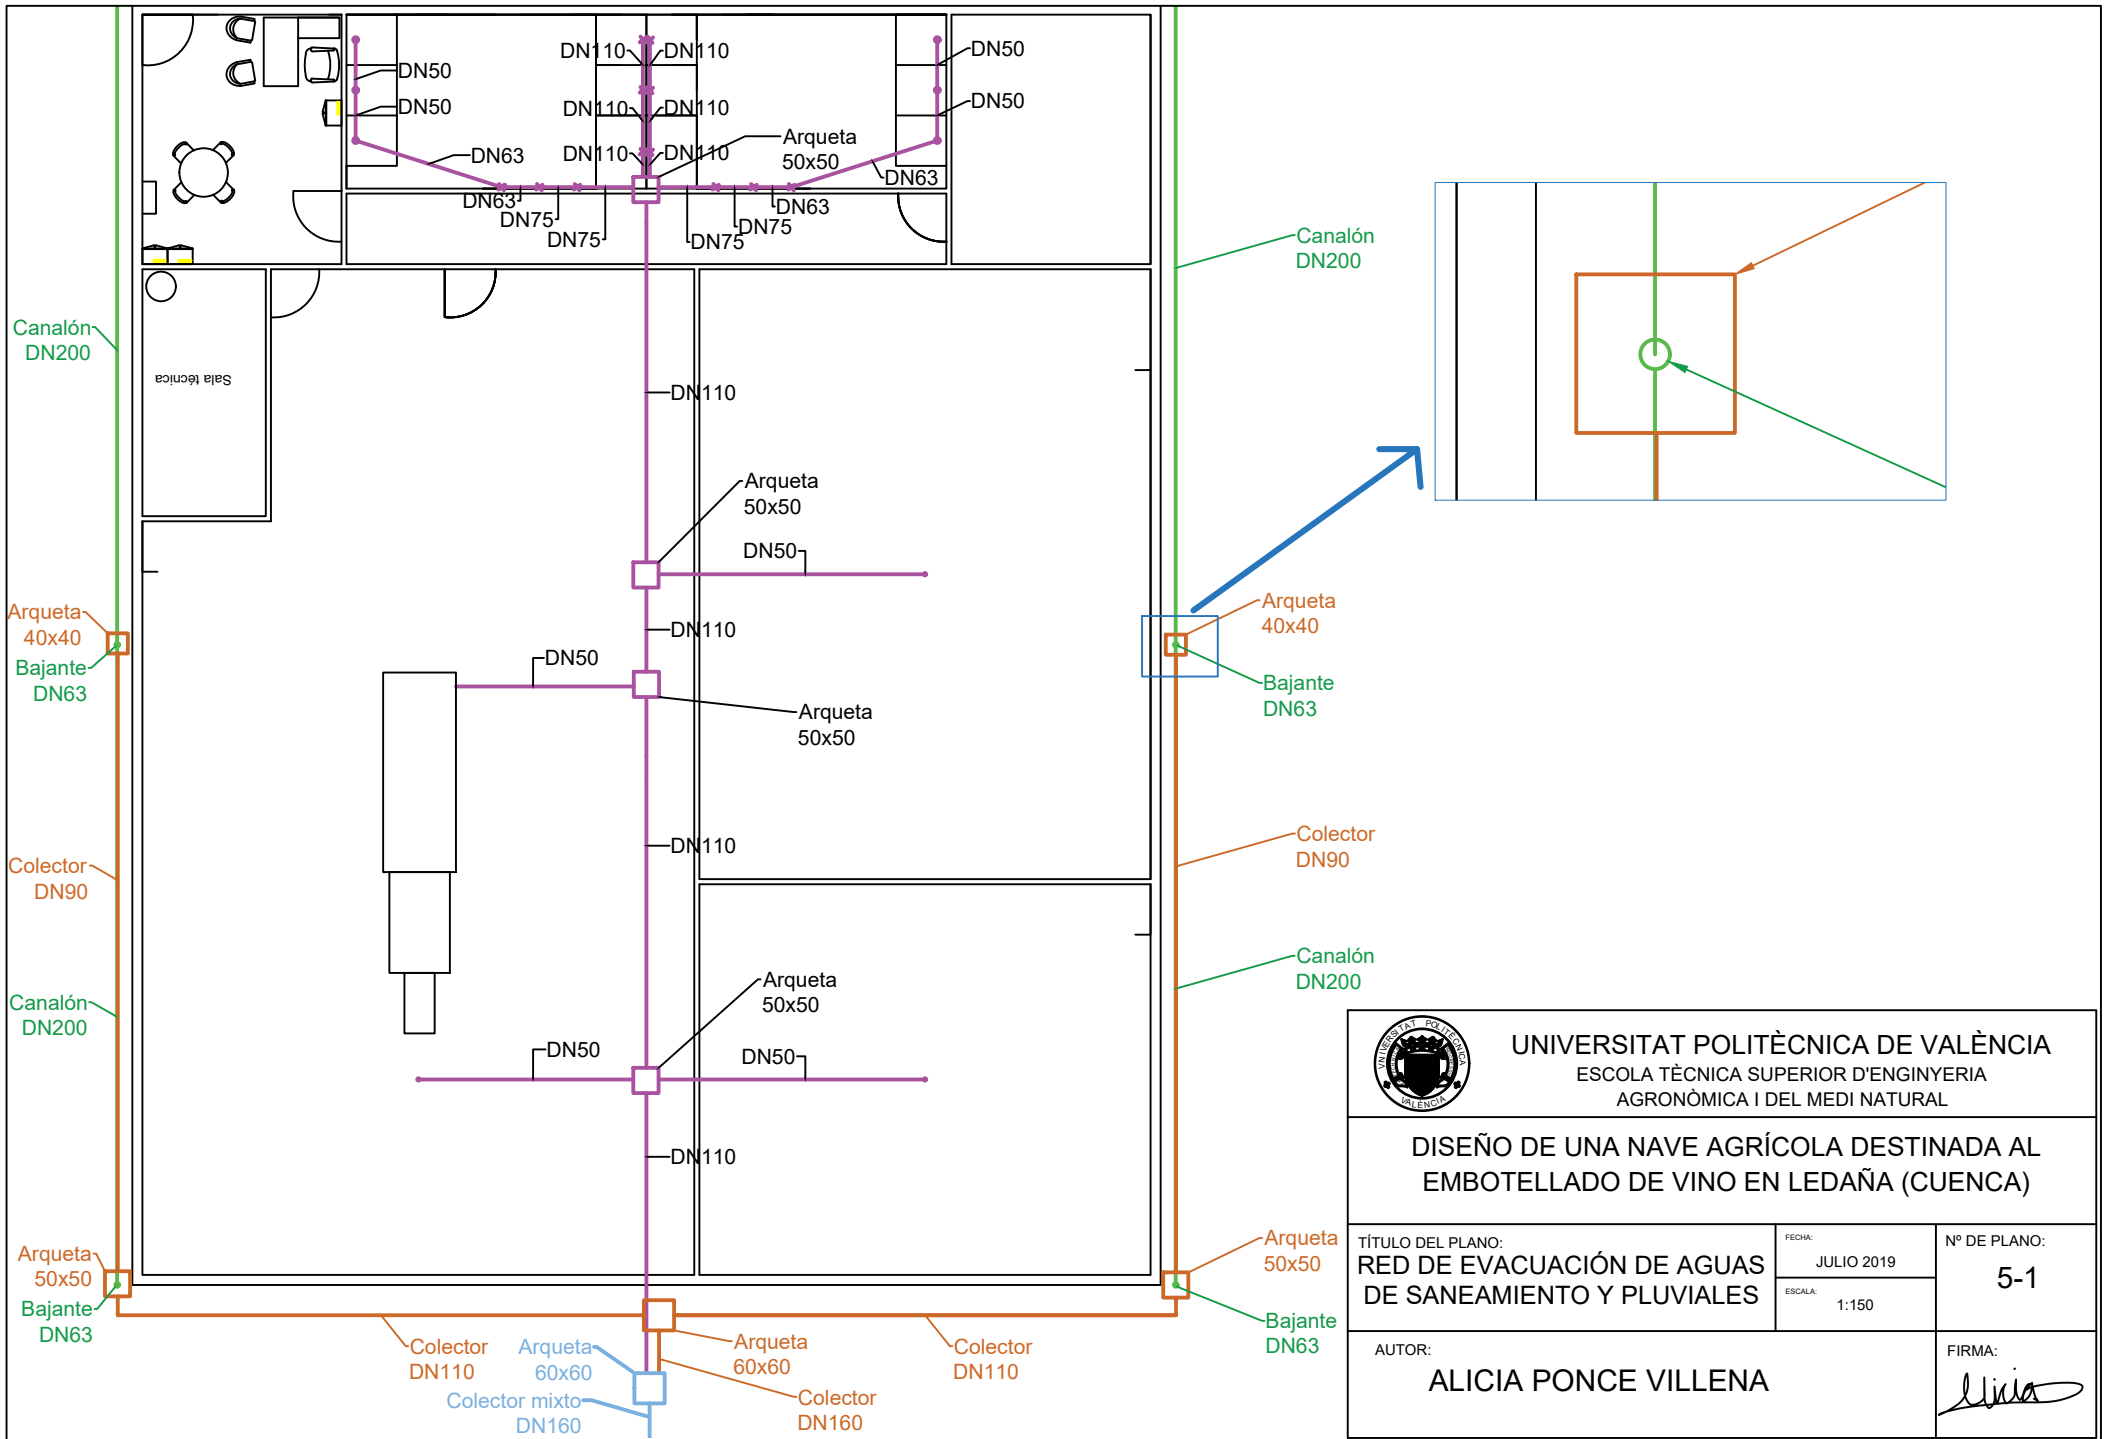 DN50
DN50
DN63
DN63
DN75
DN75
DN110
DN110
DN110
DN110
DN110
DN110
Arqueta
50x50
DN50
DN50
DN63
DN63
DN75
DN75
Canalón
DN200
Canalón
DN200
Sala técnica
DN110
Arqueta
50x50
DN50
DN110
Arqueta
40x40
Bajante
DN63
DN50
Arqueta
50x50
Arqueta
40x40
Bajante
DN63
DN110
Colector
DN90
Colector
DN90
Canalón
DN200
Arqueta
50x50
Canalón
DN200
DN50
DN50
DN110
Arqueta
50x50
Bajante
DN63
Arqueta
50x50
Bajante
DN63
Colector
DN110
Arqueta
60x60
Colector mixto
DN160
Arqueta
60x60
Colector
DN160
Colector
DN110
UNIVERSITAT POLITÈCNICA
VALÈNCIA
UNIVERSITAT POLITÈCNICA DE VALÈNCIA
ESCOLA TÈCNICA SUPERIOR D'ENGINYERIA
AGRONÒMICA I DEL MEDI NATURAL
DISEÑO DE UNA NAVE AGRÍCOLA DESTINADA AL
EMBOTELLADO DE VINO EN LEDAÑA (CUENCA)
TÍTULO DEL PLANO:
RED DE EVACUACIÓN DE AGUAS
DE SANEAMIENTO Y PLUVIALES
FECHA:
JULIO 2019
ESCALA:
1:150
Nº DE PLANO:
5-1
AUTOR:
ALICIA PONCE VILLENA
FIRMA:
Alicia